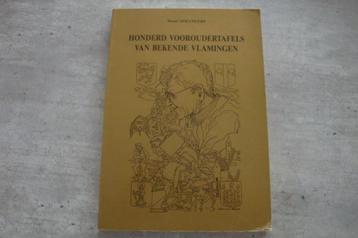 HONDERD VOOROUDERTAFELS
VAN BEKENDE VLAMINGEN